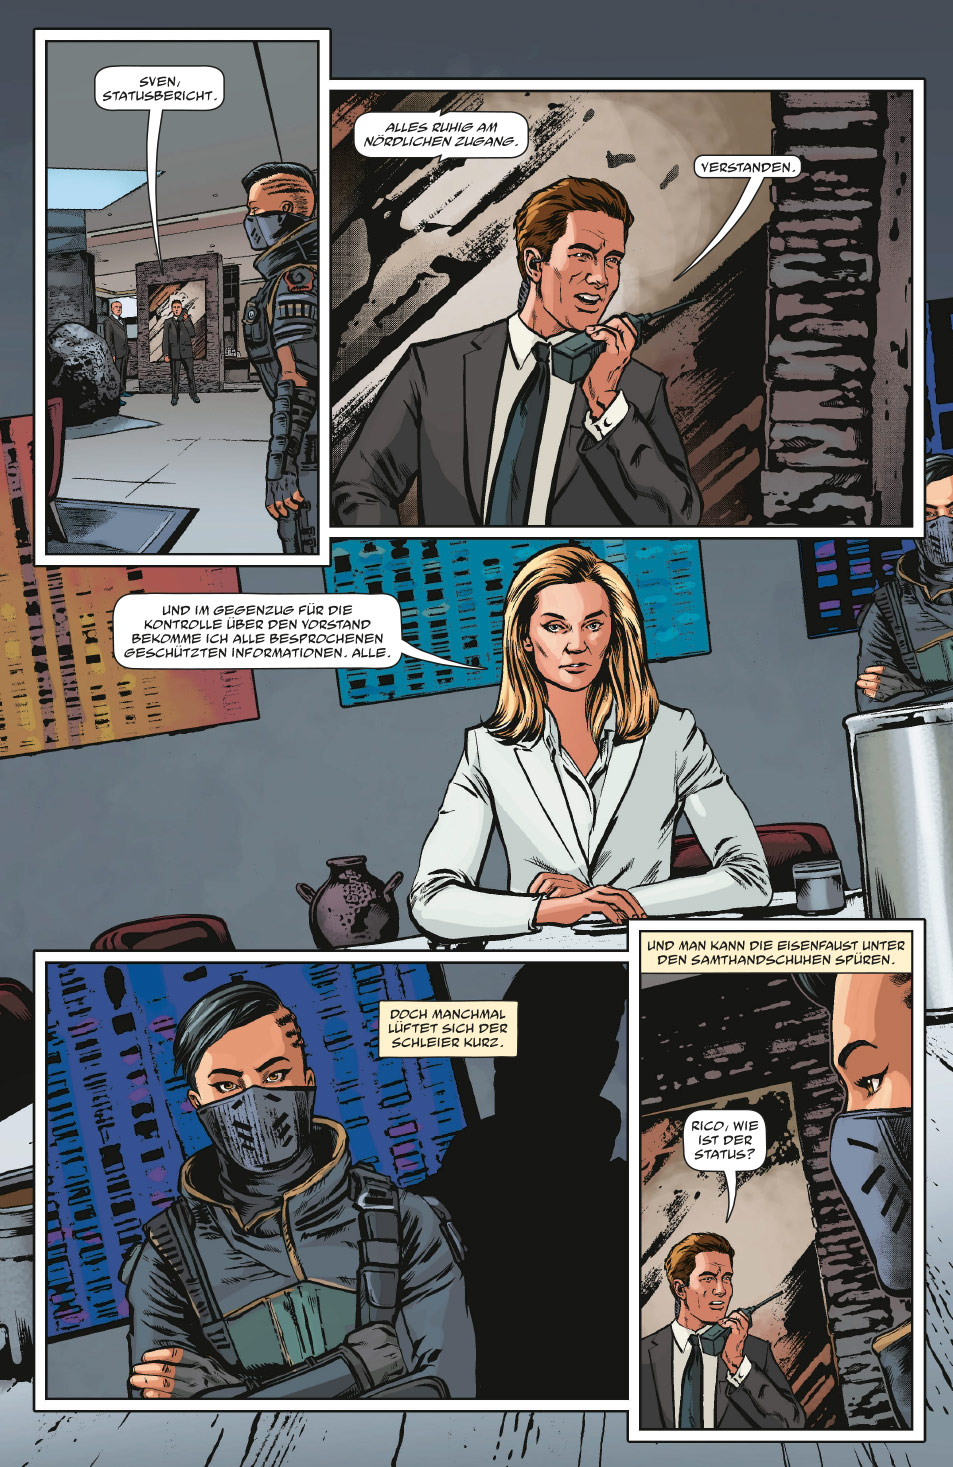 SVEN,
STATUSBERICHT.
ALLES RUHIG AM
NÖRDLICHEN ZUGANG.
VERSTANDEN.
UND IM GEGENZUG FÜR DIE
KONTROLLE ÜBER DEN VORSTAND
BEKOMME ICH ALLE BESPROCHENEN
GESCHÜTZTEN INFORMATIONEN. ALLE.
DOCH MANCHMAL
LÜFTET SICH DER
SCHLEIER KURZ.
UND MAN KANN DIE EISENFAUST UNTER
DEN SAMTHANDSCHUHEN SPÜREN.
RICO, WIE
IST DER
STATUS?